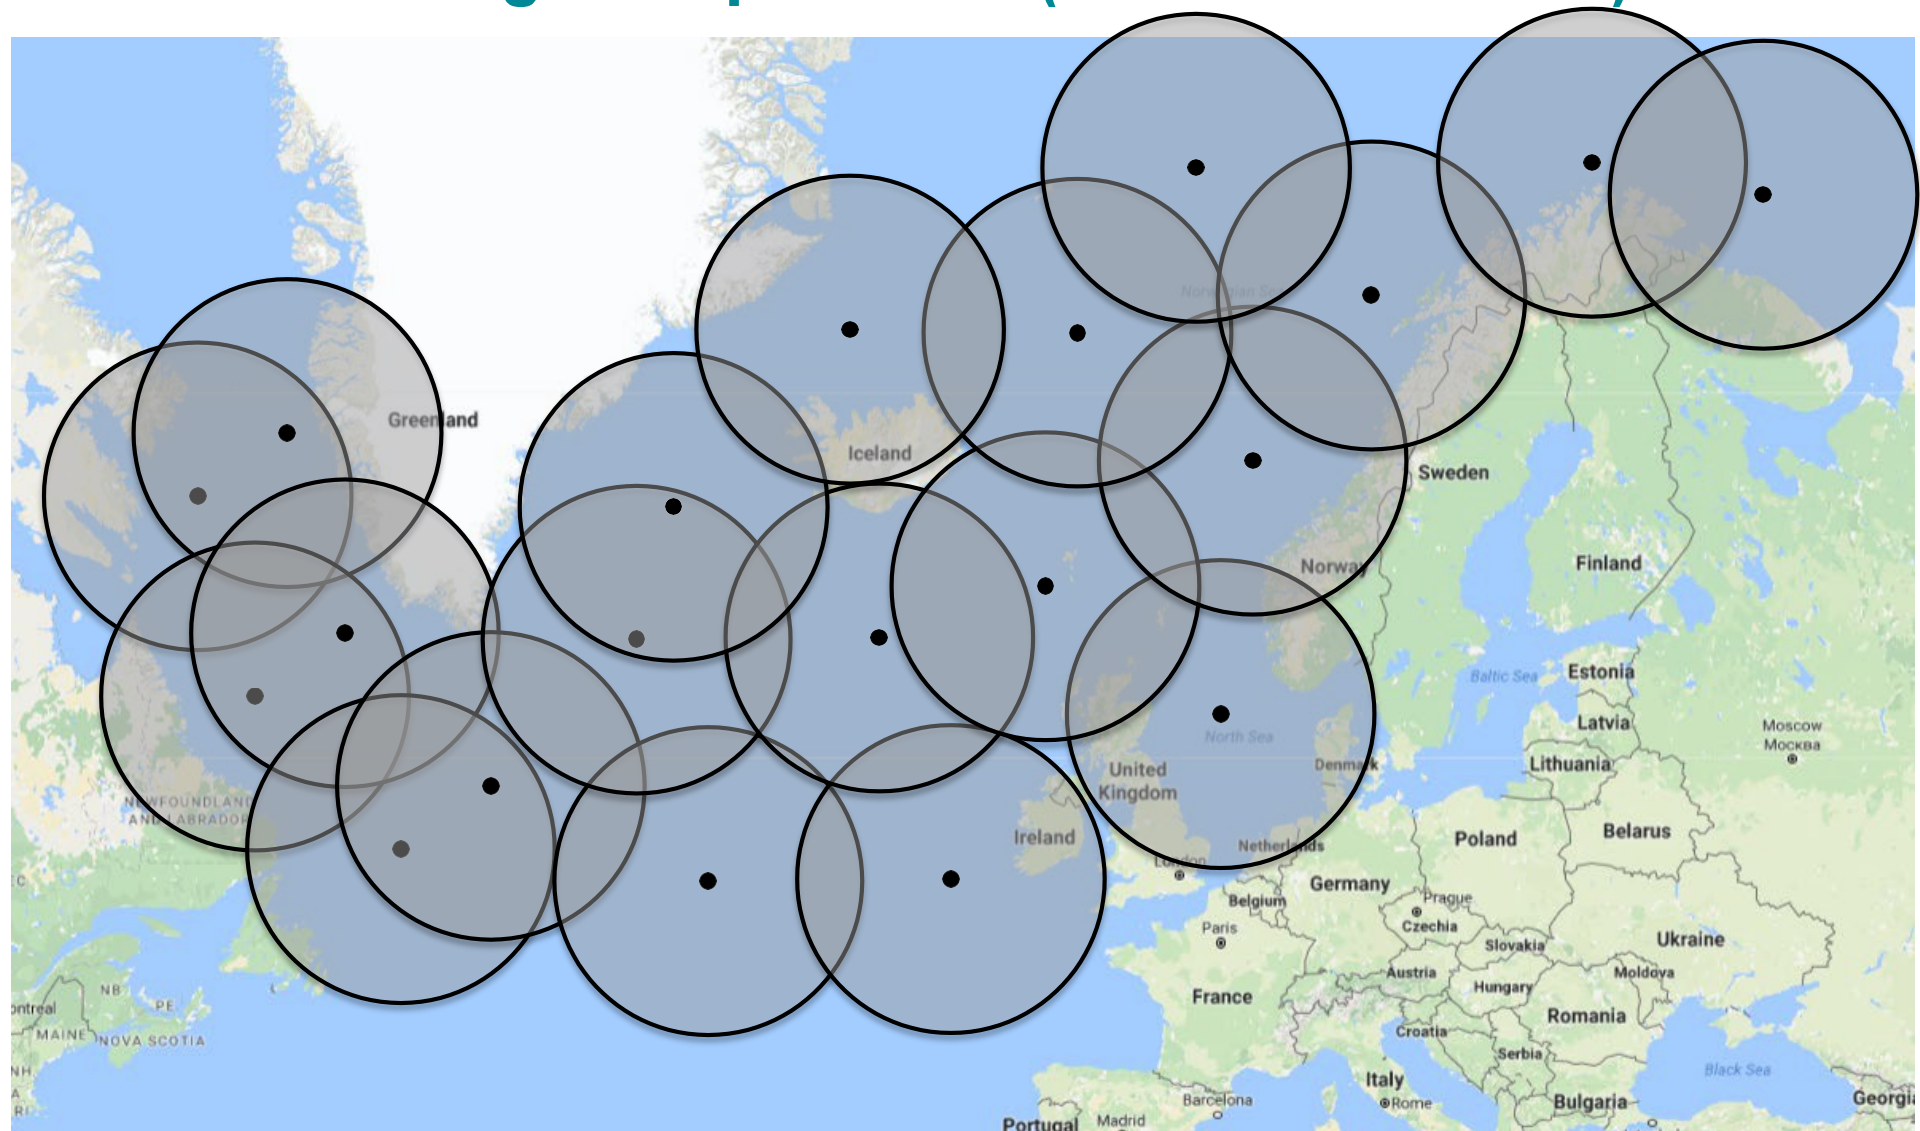 Norwegian Sea
Greenland
Iceland
Sweden
Norway
Finland
Baltic Sea
Estonia
Latvia
Moscow
Москва
North Sea
Denmark
Lithuania
United
Kingdom
NEWFOUNDLAND
AND LABRADOR
Ireland
Netherlands
Poland
Belarus
London
Germany
Belgium
Prague
Czechia
Paris
Slovakia
Ukraine
Austria
Moldova
France
Hungary
NB
PE
Romania
MAINE
NOVA SCOTIA
Croatia
Serbia
Black Sea
Italy
Barcelona
Rome
Bulgaria
Portugal
Madrid